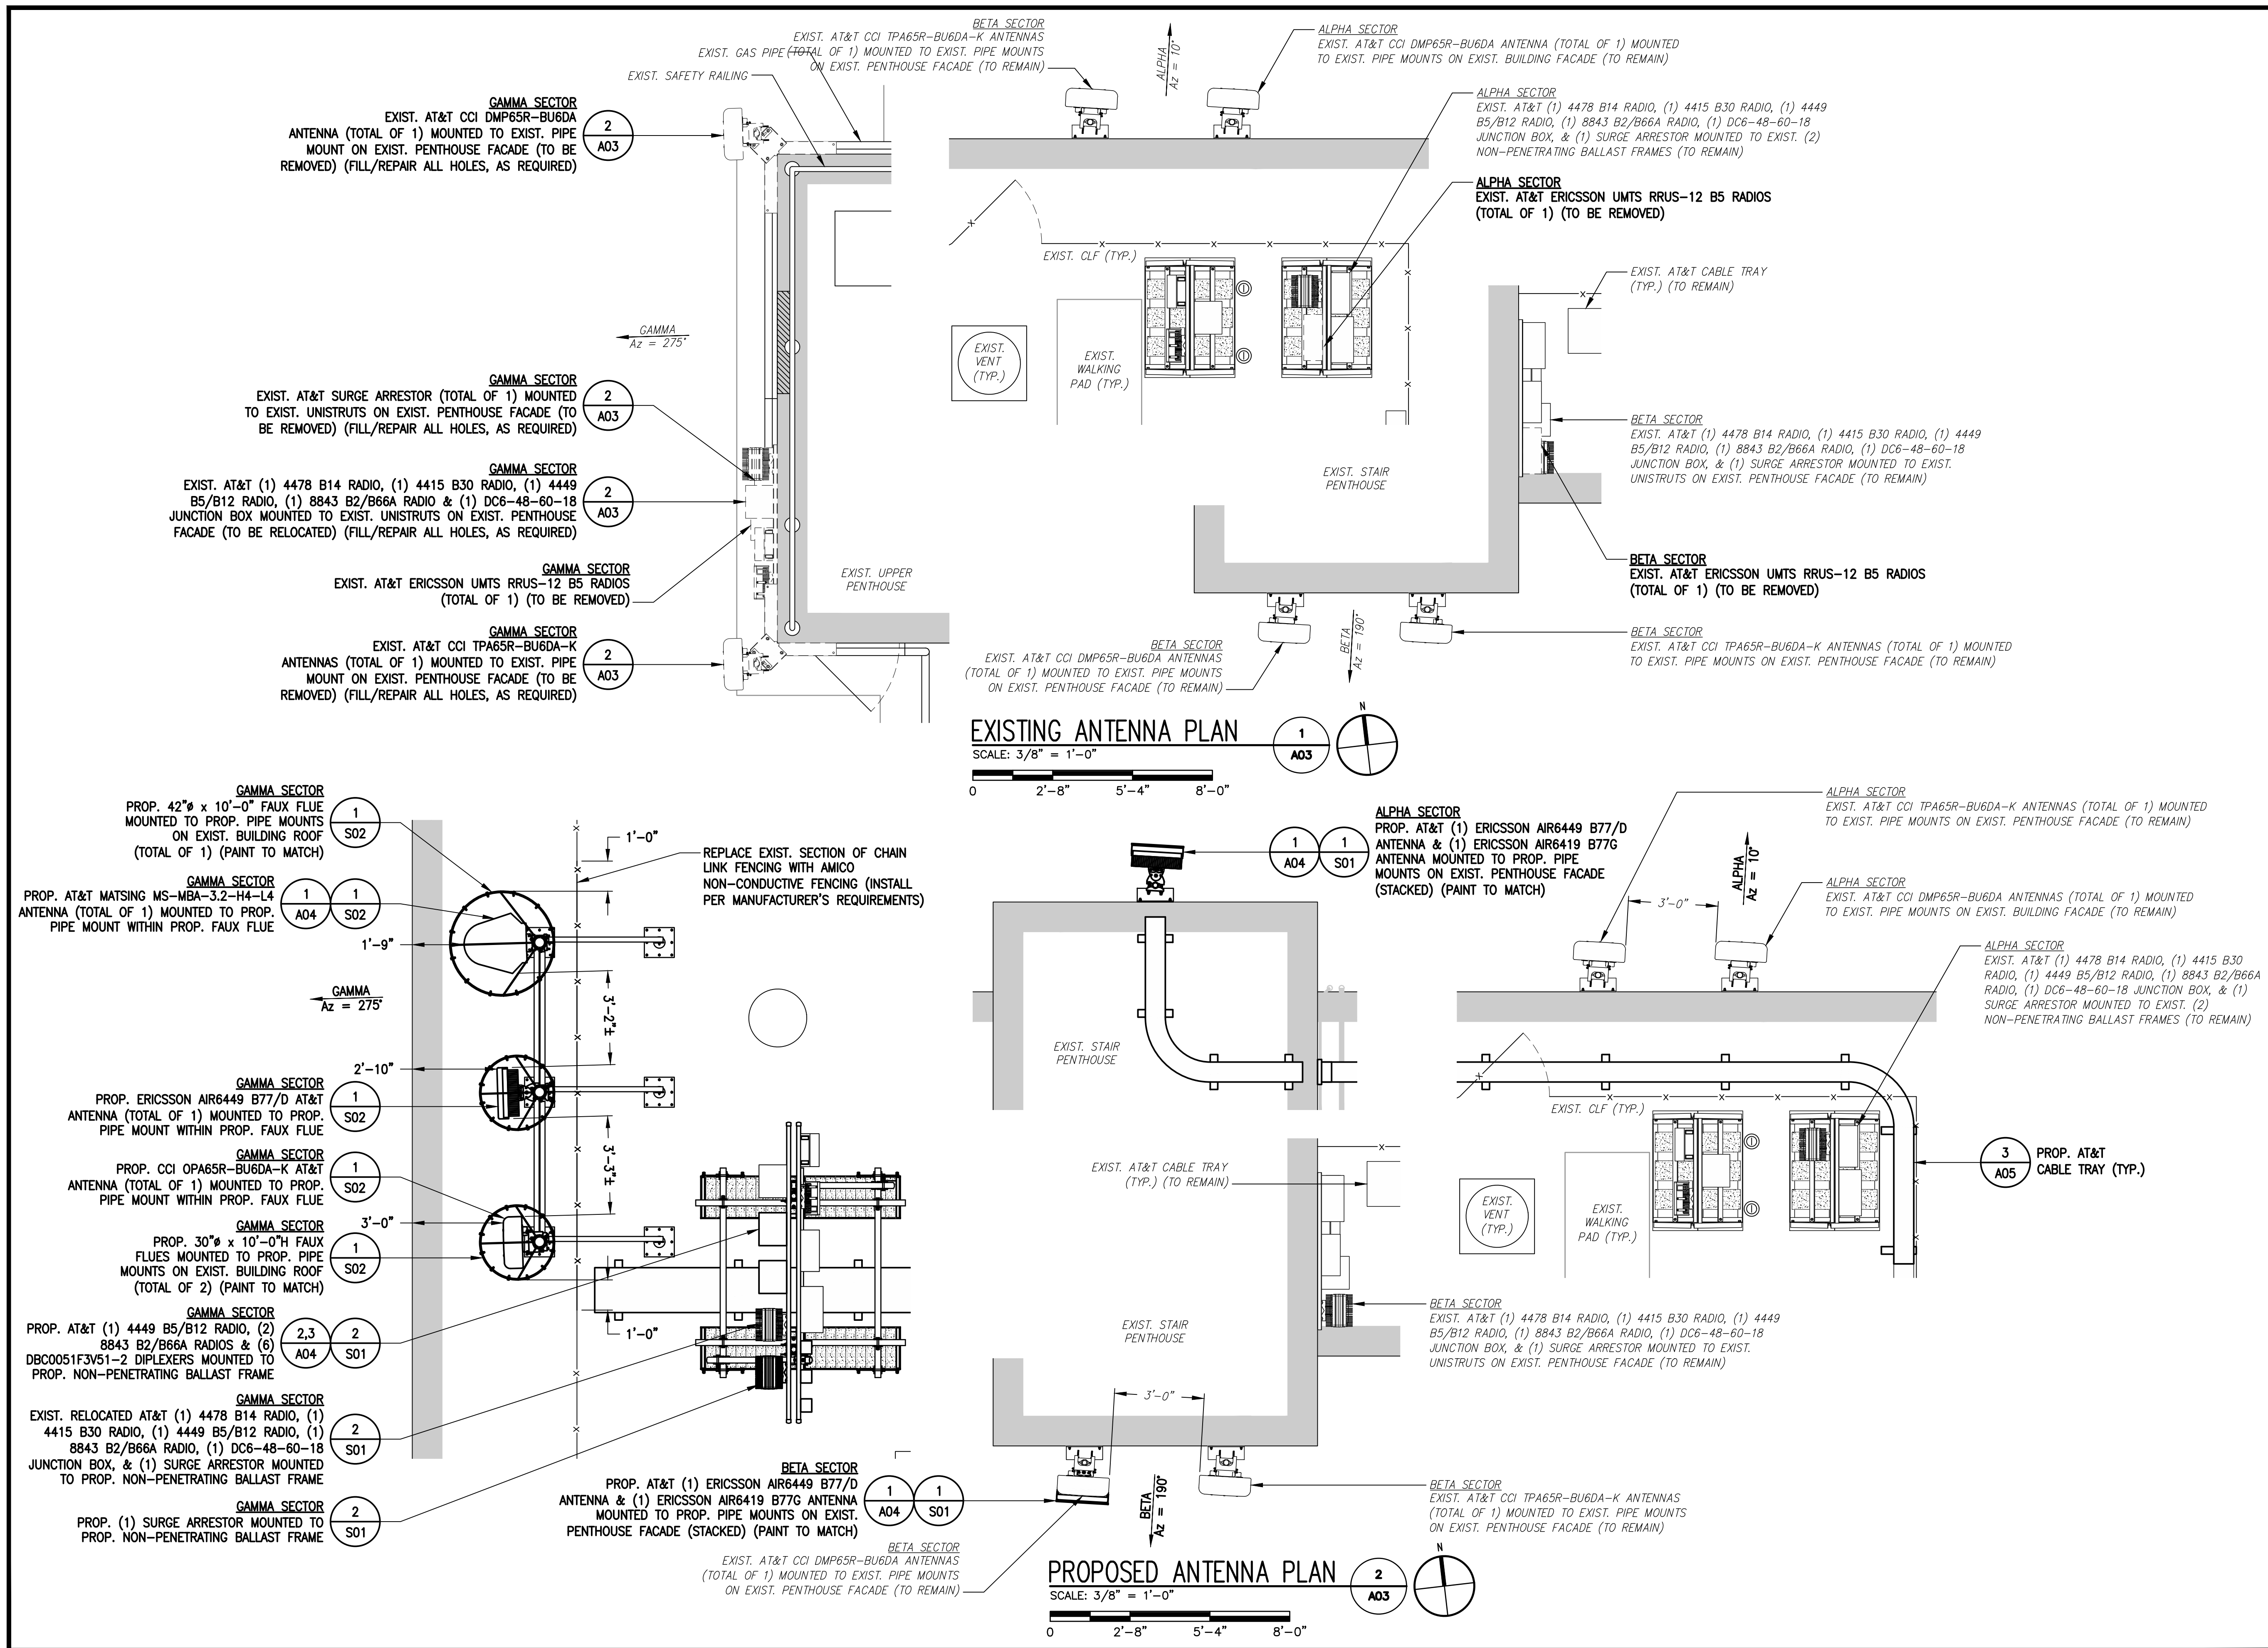 BETA SECTOR
EXIST. AT&T CCI TPA65R-BU6DA-K ANTENNAS
(TOTAL OF 1) MOUNTED TO EXIST. PIPE MOUNTS
ON EXIST. PENTHOUSE FACADE (TO REMAIN)
EXIST. GAS PIPE
EXIST. SAFETY RAILING
ALPHA
Az = 10°
ALPHA SECTOR
EXIST. AT&T CCI DMP65R-BU6DA ANTENNA (TOTAL OF 1) MOUNTED
TO EXIST. PIPE MOUNTS ON EXIST. BUILDING FACADE (TO REMAIN)
GAMMA SECTOR
EXIST. AT&T CCI DMP65R-BU6DA
ANTENNA (TOTAL OF 1) MOUNTED TO EXIST. PIPE
MOUNT ON EXIST. PENTHOUSE FACADE (TO BE
REMOVED) (FILL/REPAIR ALL HOLES, AS REQUIRED)
2
A03
ALPHA SECTOR
EXIST. AT&T (1) 4478 B14 RADIO, (1) 4415 B30 RADIO, (1) 4449
B5/B12 RADIO, (1) 8843 B2/B66A RADIO, (1) DC6-48-60-18
JUNCTION BOX, & (1) SURGE ARRESTOR MOUNTED TO EXIST. (2)
NON-PENETRATING BALLAST FRAMES (TO REMAIN)
ALPHA SECTOR
EXIST. AT&T ERICSSON UMTS RRUS-12 B5 RADIOS
(TOTAL OF 1) (TO BE REMOVED)
EXIST. CLF (TYP.)
EXIST. AT&T CABLE TRAY
(TYP.) (TO REMAIN)
GAMMA
Az = 275°
EXIST.
VENT
(TYP.)
EXIST.
WALKING
PAD (TYP.)
GAMMA SECTOR
EXIST. AT&T SURGE ARRESTOR (TOTAL OF 1) MOUNTED
TO EXIST. UNISTRUTS ON EXIST. PENTHOUSE FACADE (TO
BE REMOVED) (FILL/REPAIR ALL HOLES, AS REQUIRED)
2
A03
BETA SECTOR
EXIST. AT&T (1) 4478 B14 RADIO, (1) 4415 B30 RADIO, (1) 4449
B5/B12 RADIO, (1) 8843 B2/B66A RADIO, (1) DC6-48-60-18
JUNCTION BOX, & (1) SURGE ARRESTOR MOUNTED TO EXIST.
UNISTRUTS ON EXIST. PENTHOUSE FACADE (TO REMAIN)
GAMMA SECTOR
EXIST. AT&T (1) 4478 B14 RADIO, (1) 4415 B30 RADIO, (1) 4449
B5/B12 RADIO, (1) 8843 B2/B66A RADIO & (1) DC6-48-60-18
JUNCTION BOX MOUNTED TO EXIST. UNISTRUTS ON EXIST. PENTHOUSE
FACADE (TO BE RELOCATED) (FILL/REPAIR ALL HOLES, AS REQUIRED)
2
A03
EXIST. STAIR
PENTHOUSE
GAMMA SECTOR
EXIST. AT&T ERICSSON UMTS RRUS-12 B5 RADIOS
(TOTAL OF 1) (TO BE REMOVED)
EXIST. UPPER
PENTHOUSE
BETA SECTOR
EXIST. AT&T ERICSSON UMTS RRUS-12 B5 RADIOS
(TOTAL OF 1) (TO BE REMOVED)
GAMMA SECTOR
EXIST. AT&T CCI TPA65R-BU6DA-K
ANTENNAS (TOTAL OF 1) MOUNTED TO EXIST. PIPE
MOUNT ON EXIST. PENTHOUSE FACADE (TO BE
REMOVED) (FILL/REPAIR ALL HOLES, AS REQUIRED)
2
A03
BETA SECTOR
EXIST. AT&T CCI DMP65R-BU6DA ANTENNAS
(TOTAL OF 1) MOUNTED TO EXIST. PIPE MOUNTS
ON EXIST. PENTHOUSE FACADE (TO REMAIN)
BETA
Az = 190°
BETA SECTOR
EXIST. AT&T CCI TPA65R-BU6DA-K ANTENNAS (TOTAL OF 1) MOUNTED
TO EXIST. PIPE MOUNTS ON EXIST. PENTHOUSE FACADE (TO REMAIN)
EXISTING ANTENNA PLAN
SCALE: 3/8" = 1'-0"
1
A03
N
0 2'-8" 5'-4" 8'-0"
GAMMA SECTOR
PROP. 42"ø x 10'-0" FAUX FLUE
MOUNTED TO PROP. PIPE MOUNTS
ON EXIST. BUILDING ROOF
(TOTAL OF 1) (PAINT TO MATCH)
1
S02
1'-0"
REPLACE EXIST. SECTION OF CHAIN
LINK FENCING WITH AMICO
NON-CONDUCTIVE FENCING (INSTALL
PER MANUFACTURER'S REQUIREMENTS)
ALPHA SECTOR
PROP. AT&T (1) ERICSSON AIR6449 B77/D
ANTENNA & (1) ERICSSON AIR6419 B77G
ANTENNA MOUNTED TO PROP. PIPE
MOUNTS ON EXIST. PENTHOUSE FACADE
(STACKED) (PAINT TO MATCH)
1
A04
1
S01
ALPHA SECTOR
EXIST. AT&T CCI TPA65R-BU6DA-K ANTENNAS (TOTAL OF 1) MOUNTED
TO EXIST. PIPE MOUNTS ON EXIST. PENTHOUSE FACADE (TO REMAIN)
ALPHA
Az = 10°
3'-0"
ALPHA SECTOR
EXIST. AT&T CCI DMP65R-BU6DA ANTENNAS (TOTAL OF 1) MOUNTED
TO EXIST. PIPE MOUNTS ON EXIST. BUILDING FACADE (TO REMAIN)
GAMMA SECTOR
PROP. AT&T MATSING MS-MBA-3.2-H4-L4
ANTENNA (TOTAL OF 1) MOUNTED TO PROP.
PIPE MOUNT WITHIN PROP. FAUX FLUE
1
A04
1
S02
1'-9"
ALPHA SECTOR
EXIST. AT&T (1) 4478 B14 RADIO, (1) 4415 B30
RADIO, (1) 4449 B5/B12 RADIO, (1) 8843 B2/B66A
RADIO, (1) DC6-48-60-18 JUNCTION BOX, & (1)
SURGE ARRESTOR MOUNTED TO EXIST. (2)
NON-PENETRATING BALLAST FRAMES (TO REMAIN)
GAMMA
Az = 275°
3'-2"±
EXIST. STAIR
PENTHOUSE
2'-10"
GAMMA SECTOR
PROP. ERICSSON AIR6449 B77/D AT&T
ANTENNA (TOTAL OF 1) MOUNTED TO PROP.
PIPE MOUNT WITHIN PROP. FAUX FLUE
1
S02
EXIST. CLF (TYP.)
3'-3"±
GAMMA SECTOR
PROP. CCI OPA65R-BU6DA-K AT&T
ANTENNA (TOTAL OF 1) MOUNTED TO PROP.
PIPE MOUNT WITHIN PROP. FAUX FLUE
1
S02
EXIST. AT&T CABLE TRAY
(TYP.) (TO REMAIN)
3
A05
PROP. AT&T
CABLE TRAY (TYP.)
EXIST.
VENT
(TYP.)
EXIST.
WALKING
PAD (TYP.)
3'-0"
GAMMA SECTOR
PROP. 30"ø x 10'-0"H FAUX
FLUES MOUNTED TO PROP. PIPE
MOUNTS ON EXIST. BUILDING ROOF
(TOTAL OF 2) (PAINT TO MATCH)
1
S02
1'-0"
GAMMA SECTOR
PROP. AT&T (1) 4449 B5/B12 RADIO, (2)
8843 B2/B66A RADIOS & (6)
DBC0051F3V51-2 DIPLEXERS MOUNTED TO
PROP. NON-PENETRATING BALLAST FRAME
2,3
A04
2
S01
EXIST. STAIR
PENTHOUSE
BETA SECTOR
EXIST. AT&T (1) 4478 B14 RADIO, (1) 4415 B30 RADIO, (1) 4449
B5/B12 RADIO, (1) 8843 B2/B66A RADIO, (1) DC6-48-60-18
JUNCTION BOX, & (1) SURGE ARRESTOR MOUNTED TO EXIST.
UNISTRUTS ON EXIST. PENTHOUSE FACADE (TO REMAIN)
GAMMA SECTOR
EXIST. RELOCATED AT&T (1) 4478 B14 RADIO, (1)
4415 B30 RADIO, (1) 4449 B5/B12 RADIO, (1)
8843 B2/B66A RADIO, (1) DC6-48-60-18
JUNCTION BOX, & (1) SURGE ARRESTOR MOUNTED
TO PROP. NON-PENETRATING BALLAST FRAME
2
S01
3'-0"
GAMMA SECTOR
PROP. (1) SURGE ARRESTOR MOUNTED TO
PROP. NON-PENETRATING BALLAST FRAME
2
S01
BETA SECTOR
PROP. AT&T (1) ERICSSON AIR6449 B77/D
ANTENNA & (1) ERICSSON AIR6419 B77G ANTENNA
MOUNTED TO PROP. PIPE MOUNTS ON EXIST.
PENTHOUSE FACADE (STACKED) (PAINT TO MATCH)
1
A04
1
S01
BETA
Az = 190°
BETA SECTOR
EXIST. AT&T CCI TPA65R-BU6DA-K ANTENNAS
(TOTAL OF 1) MOUNTED TO EXIST. PIPE MOUNTS
ON EXIST. PENTHOUSE FACADE (TO REMAIN)
BETA SECTOR
EXIST. AT&T CCI DMP65R-BU6DA ANTENNAS
(TOTAL OF 1) MOUNTED TO EXIST. PIPE MOUNTS
ON EXIST. PENTHOUSE FACADE (TO REMAIN)
PROPOSED ANTENNA PLAN
SCALE: 3/8" = 1'-0"
2
A03
N
0 2'-8" 5'-4" 8'-0"